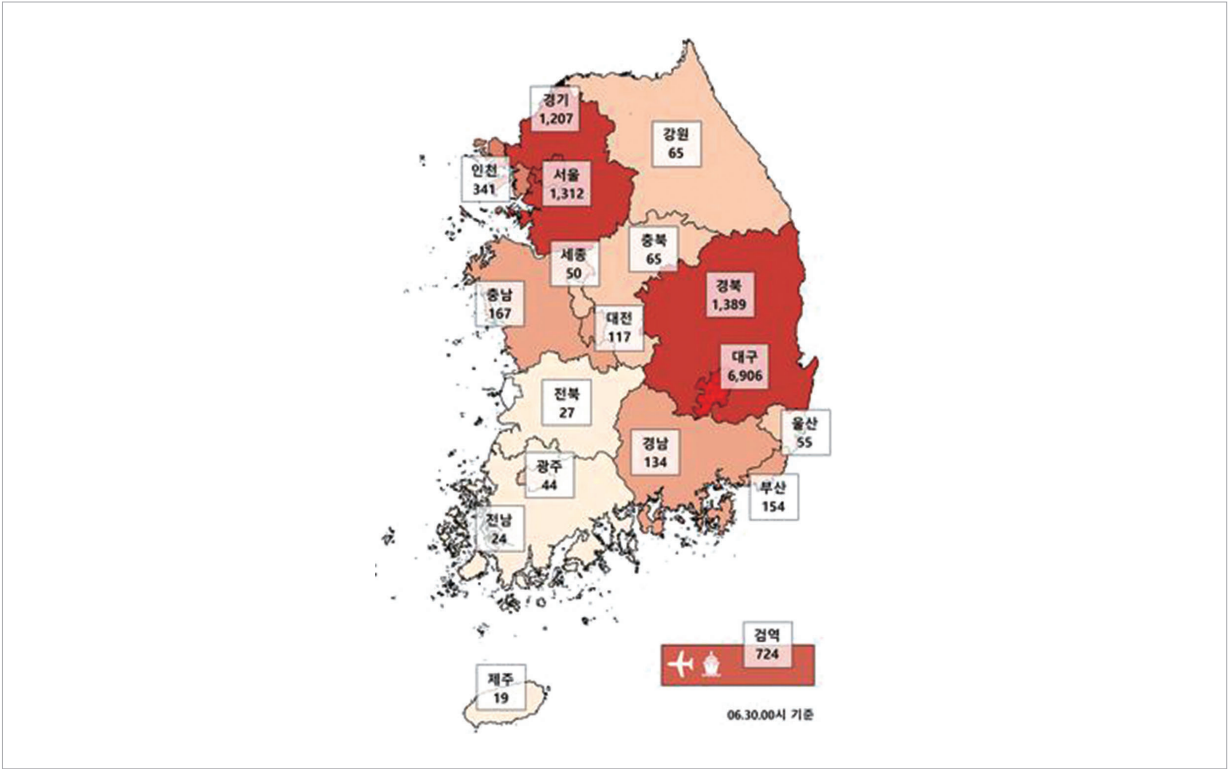 경기
1,207
강원
65
인천
341
서울
1,312
충북
65
세종
50
경북
1,389
충남
167
대전
117
대구
6,906
전북
27
울산
55
경남
134
광주
44
부산
154
전남
24
검역
724
제주
19
06.30.00시 기준